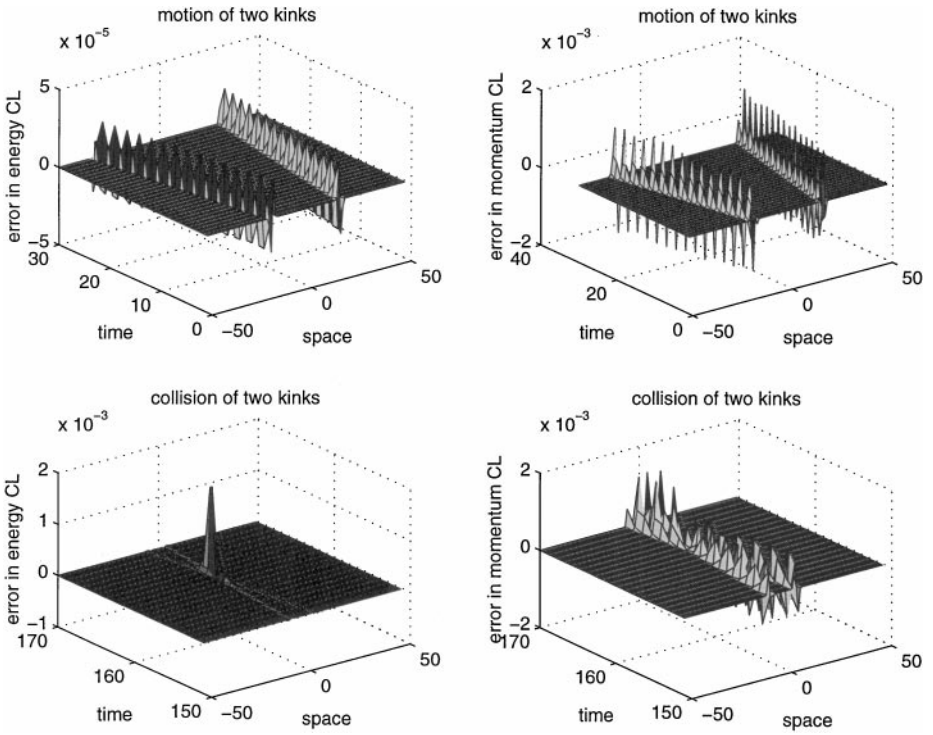 motion of two kinks
x 10⁻⁵
error in energy CL
5
0
−5
30
20
10
0
time
−50
0
50
space
motion of two kinks
x 10⁻³
error in momentum CL
2
0
−2
40
20
0
time
−50
0
50
space
collision of two kinks
x 10⁻³
error in energy CL
2
1
0
−1
170
160
150
time
−50
0
50
space
collision of two kinks
x 10⁻³
error in momentum CL
2
0
−2
170
160
150
time
−50
0
50
space